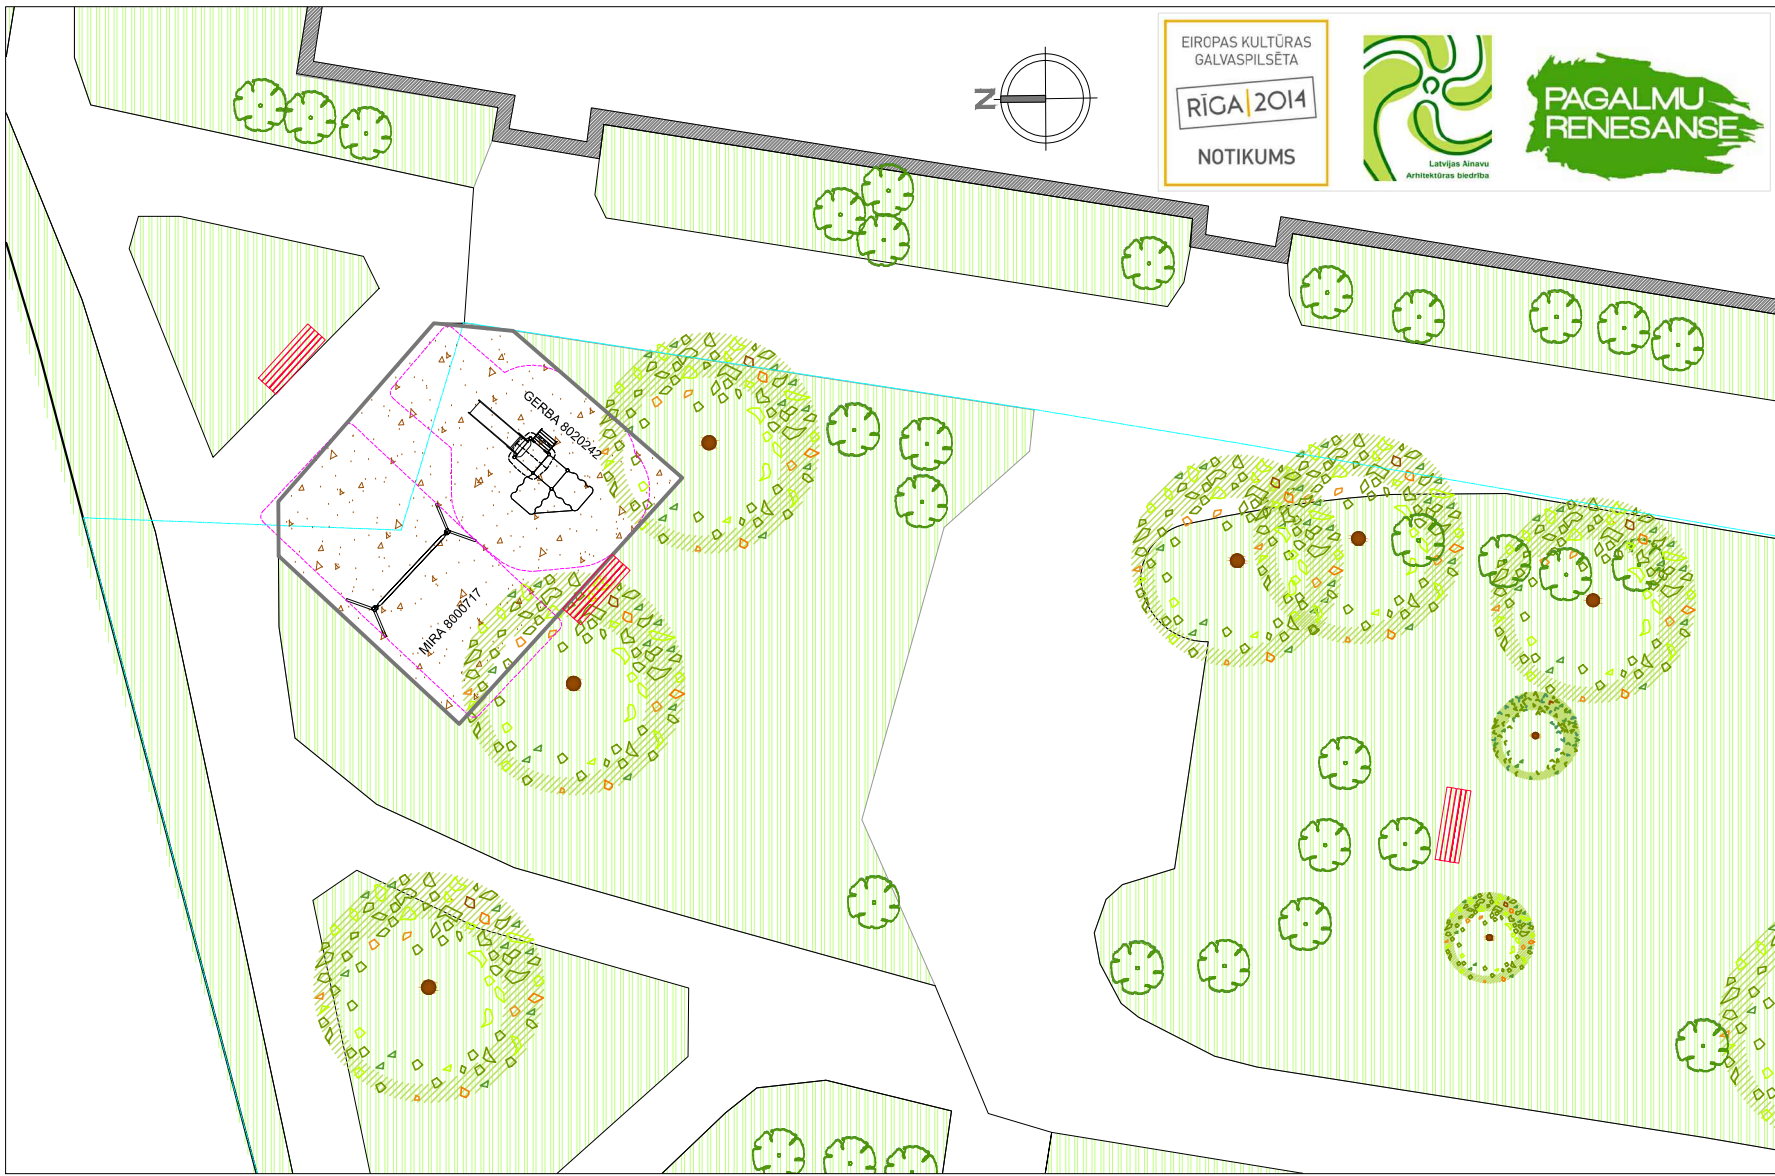 N
EIROPAS KULTŪRAS
GALVASPILSĒTA
RĪGA|2014
NOTIKUMS
Latvijas Ainavu
Arhitektūras biedrība
PAGALMU
RENESANSE
GERBA 8020242
MIRA 8000717